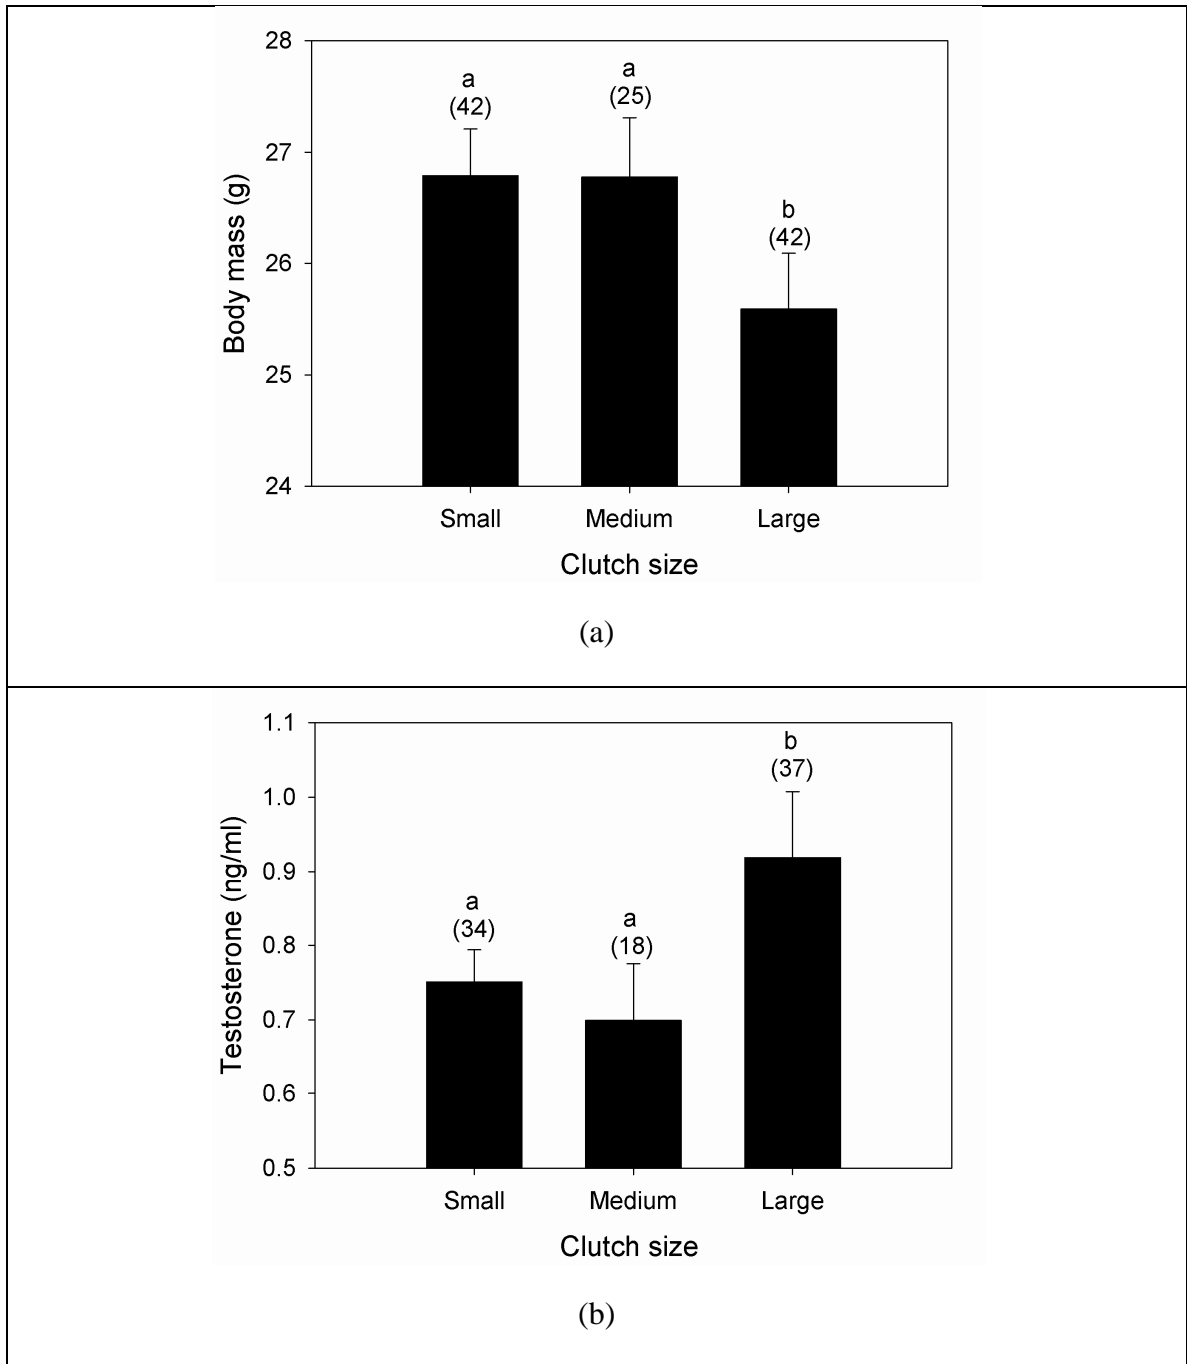 28
27
26
25
24
Body mass (g)
a
(42)
a
(25)
b
(42)
Small Medium Large
Clutch size
(a)
1.1
1.0
0.9
0.8
0.7
0.6
0.5
Testosterone (ng/ml)
a
(34)
a
(18)
b
(37)
Small Medium Large
Clutch size
(b)